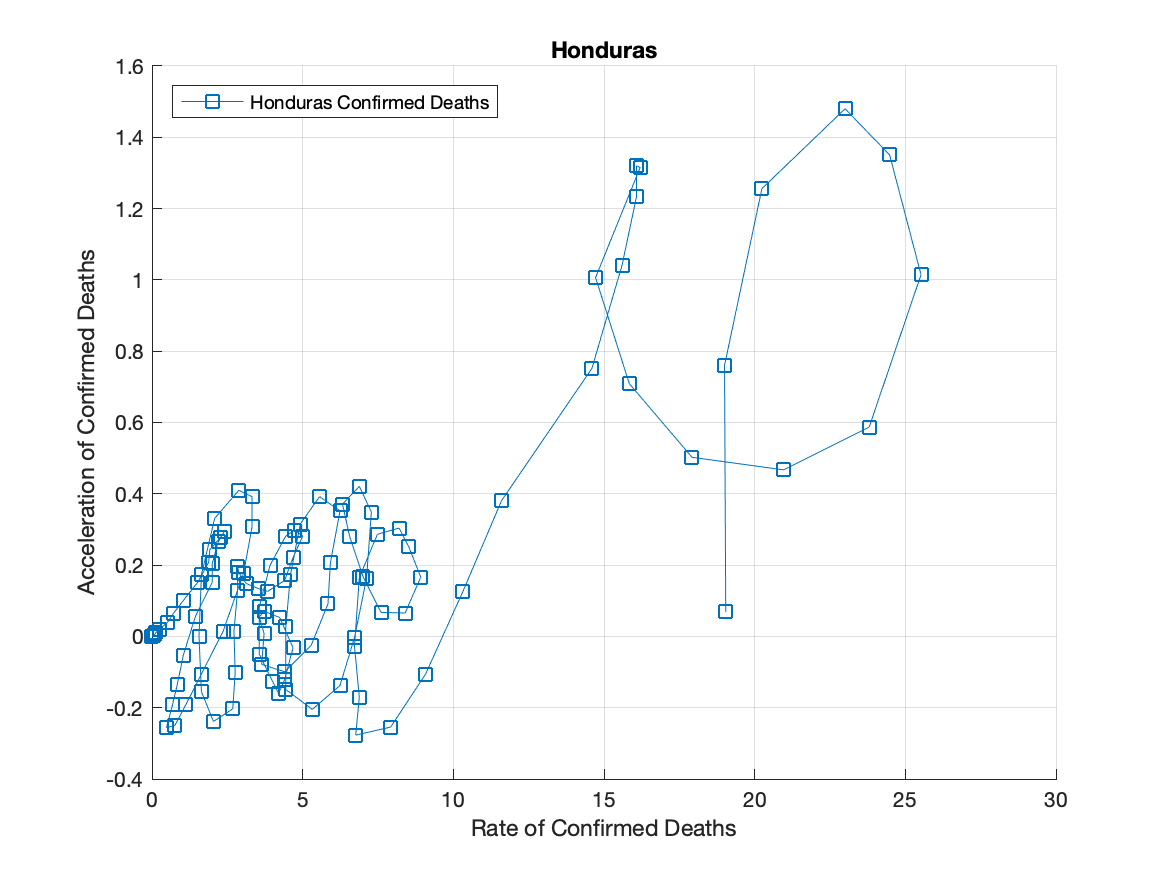 Honduras
Honduras Confirmed Deaths
1.6
1.4
1.2
1
0.8
0.6
0.4
0.2
0
-0.2
-0.4
Acceleration of Confirmed Deaths
0 5 10 15 20 25 30
Rate of Confirmed Deaths